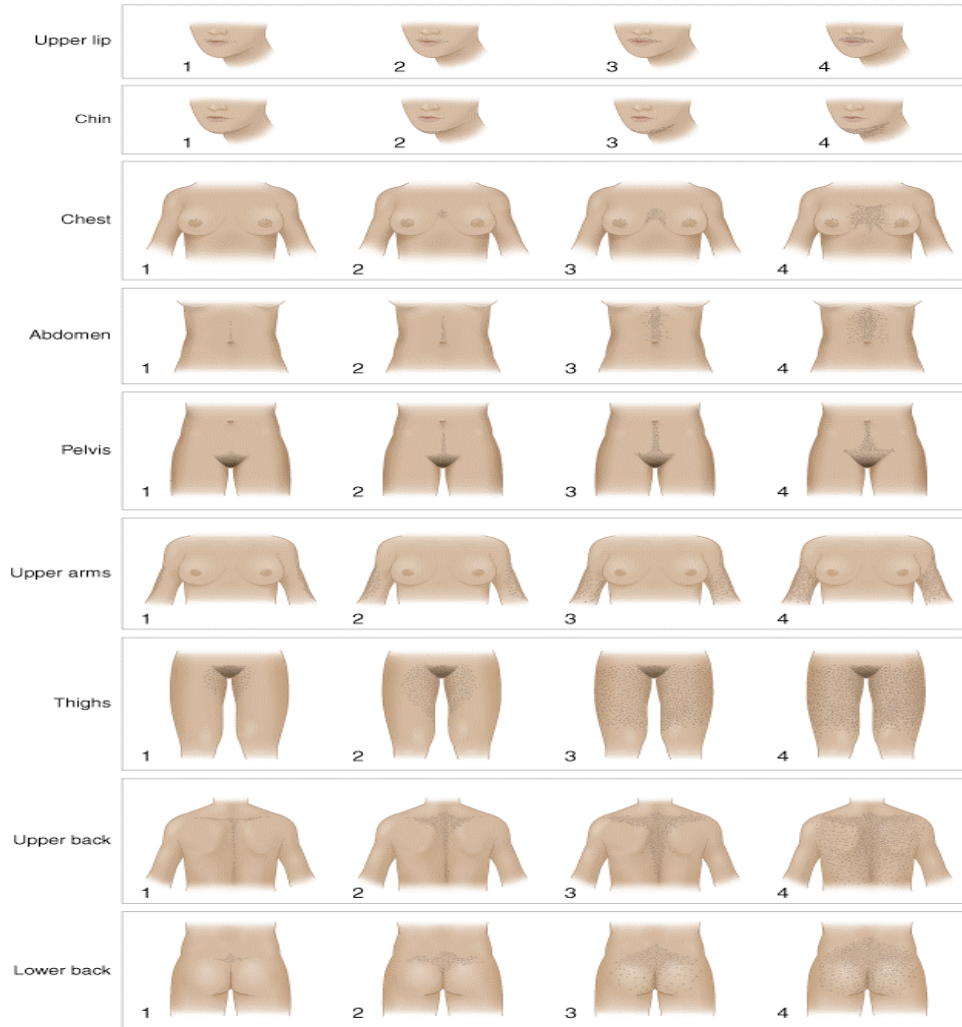 Upper lip
1 2 3 4
Chin
1 2 3 4
Chest
1 2 3 4
Abdomen
1 2 3 4
Pelvis
1 2 3 4
Upper arms
1 2 3 4
Thighs
1 2 3 4
Upper back
1 2 3 4
Lower back
1 2 3 4